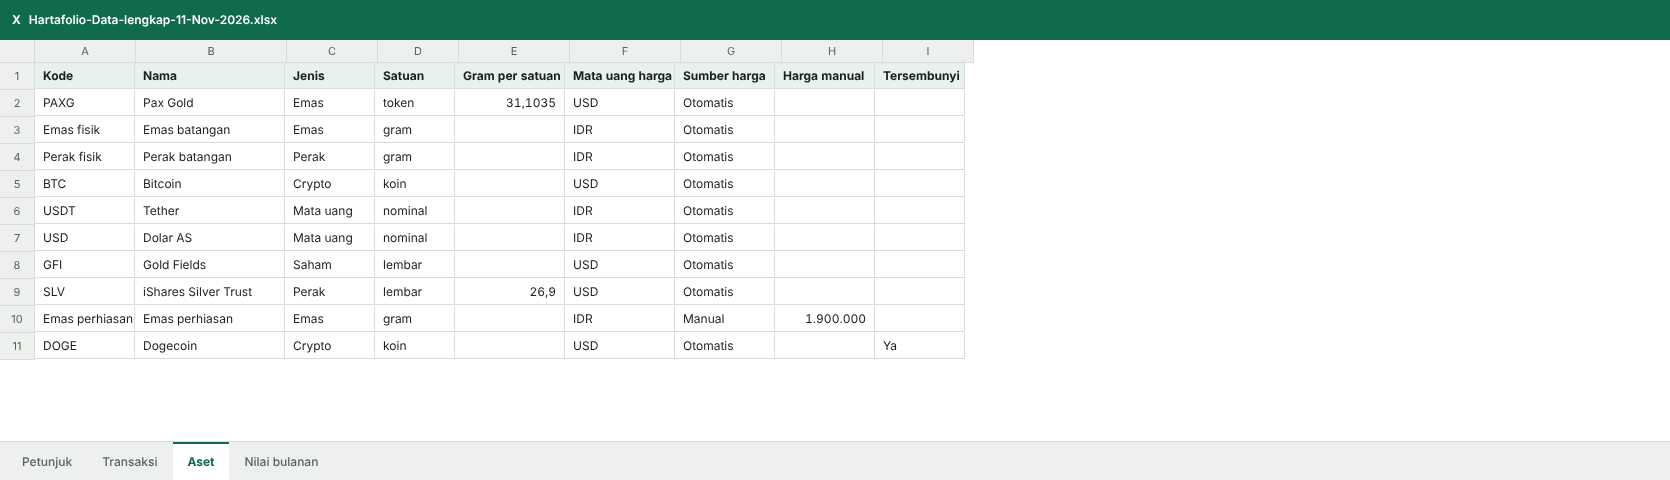 X Hartafolio-Data-lengkap-11-Nov-2026.xlsx
A B C D E F G H I
1 Kode Nama Jenis Satuan Gram per satuan Mata uang harga Sumber harga Harga manual Tersembunyi
2 PAXG Pax Gold Emas token 31,1035 USD Otomatis
3 Emas fisik Emas batangan Emas gram IDR Otomatis
4 Perak fisik Perak batangan Perak gram IDR Otomatis
5 BTC Bitcoin Crypto koin USD Otomatis
6 USDT Tether Mata uang nominal IDR Otomatis
7 USD Dolar AS Mata uang nominal IDR Otomatis
8 GFI Gold Fields Saham lembar USD Otomatis
9 SLV iShares Silver Trust Perak lembar 26,9 USD Otomatis
10 Emas perhiasan Emas perhiasan Emas gram IDR Manual 1.900.000
11 DOGE Dogecoin Crypto koin USD Otomatis Ya
Petunjuk Transaksi Aset Nilai bulanan